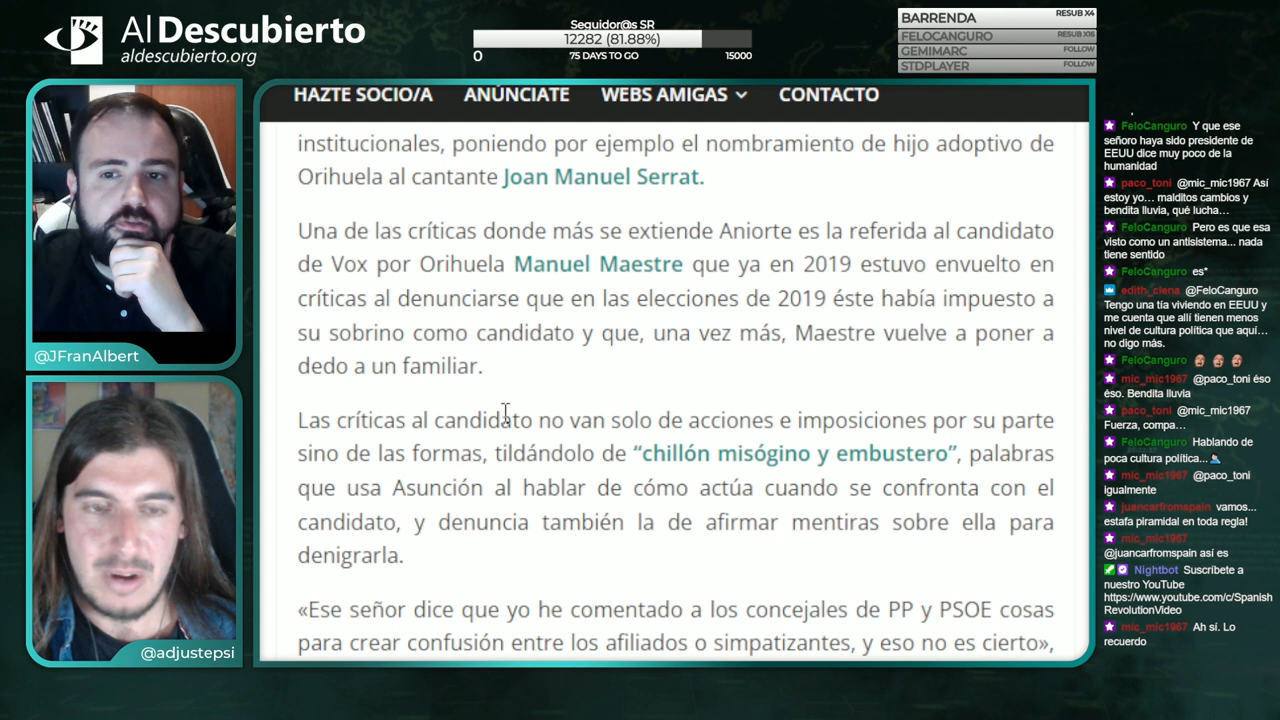 Al Descubierto
aldescubierto.org
Seguidor@s SR
12282 (81.88%)
0 75 DAYS TO GO 15000
BARRENDA RESUB X4
FELOCANGURO RESUB X16
GEMIMARC FOLLOW
STDPLAYER FOLLOW
@JFranAlbert
@adjustepsi
HAZTE SOCIO/A ANÚNCIATE WEBS AMIGAS CONTACTO
institucionales, poniendo por ejemplo el nombramiento de hijo adoptivo de
Orihuela al cantante Joan Manuel Serrat.
Una de las críticas donde más se extiende Aniorte es la referida al candidato
de Vox por Orihuela Manuel Maestre que ya en 2019 estuvo envuelto en
críticas al denunciarse que en las elecciones de 2019 éste había impuesto a
su sobrino como candidato y que, una vez más, Maestre vuelve a poner a
dedo a un familiar.
Las críticas al candidato no van solo de acciones e imposiciones por su parte
sino de las formas, tildándolo de “chillón misógino y embustero”, palabras
que usa Asunción al hablar de cómo actúa cuando se confronta con el
candidato, y denuncia también la de afirmar mentiras sobre ella para
denigrarla.
«Ese señor dice que yo he comentado a los concejales de PP y PSOE cosas
para crear confusión entre los afiliados o simpatizantes, y eso no es cierto»,
FeloCanguro Y que ese
señoro haya sido presidente de
EEUU dice muy poco de la
humanidad
paco_toni @mic_mic1967 Así
estoy yo... malditos cambios y
bendita lluvia, qué lucha...
FeloCanguro Pero es que esa
visto como un antisistema... nada
tiene sentido
FeloCanguro es*
edith_clena @FeloCanguro
Tengo una tía viviendo en EEUU y
me cuenta que allí tienen menos
nivel de cultura política que aquí...
no digo más.
FeloCanguro
mic_mic1967 @paco_toni éso
éso. Bendita lluvia
paco_toni @mic_mic1967
Fuerza, compa...
FeloCanguro Hablando de
poca cultura política...
mic_mic1967 @paco_toni
igualmente
juancarfromspain vamos...
estafa piramidal en toda regla!
mic_mic1967
@juancarfromspain así es
Nightbot Suscríbete a
nuestro YouTube
https://www.youtube.com/c/Spanish
RevolutionVideo
mic_mic1967 Ah sí. Lo
recuerdo